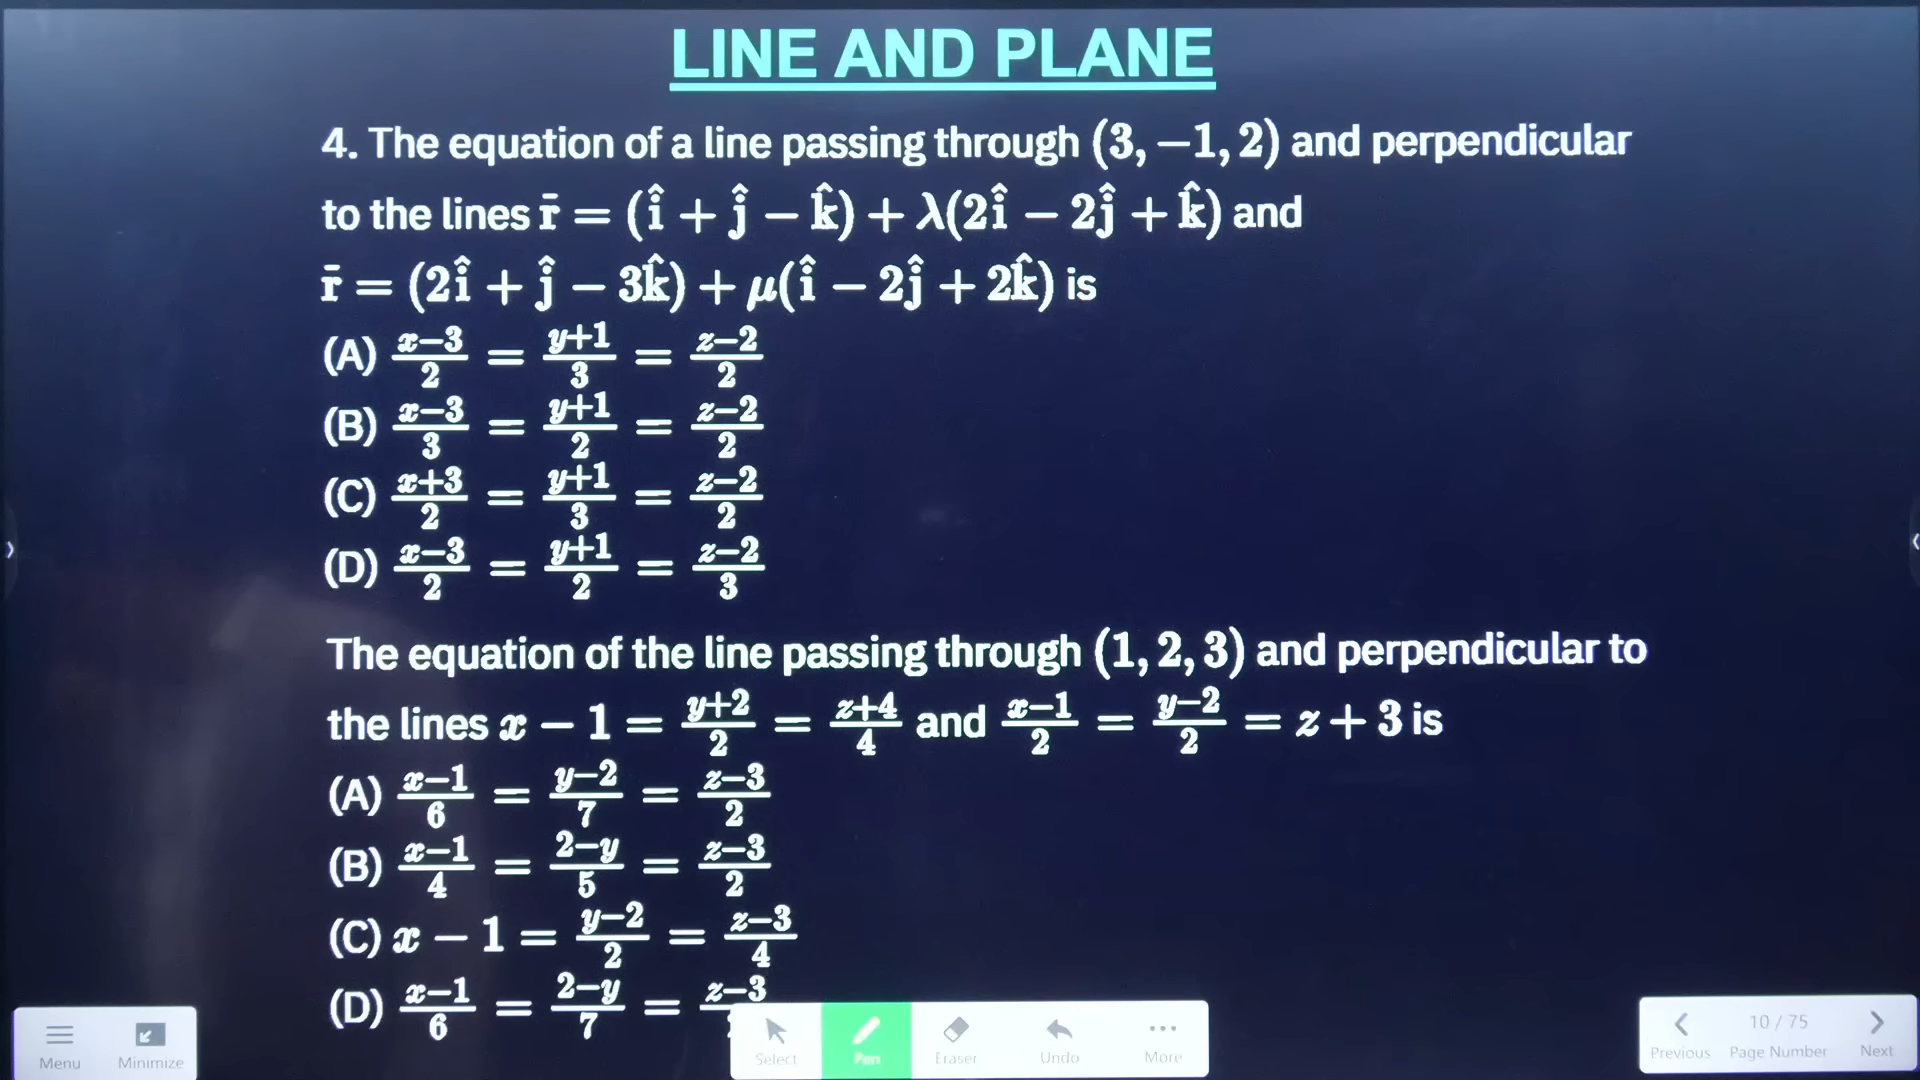 LINE AND PLANE
4. The equation of a line passing through (3, −1, 2) and perpendicular
to the lines r̄ = (î + ĵ − k̂) + λ(2î − 2ĵ + k̂) and
r̄ = (2î + ĵ − 3k̂) + μ(î − 2ĵ + 2k̂) is
(A) x−3/2 = y+1/3 = z−2/2
(B) x−3/3 = y+1/2 = z−2/2
(C) x+3/2 = y+1/3 = z−2/2
(D) x−3/2 = y+1/2 = z−2/3
The equation of the line passing through (1, 2, 3) and perpendicular to
the lines x − 1 = y+2/2 = z+4/4 and x−1/2 = y−2/2 = z + 3 is
(A) x−1/6 = y−2/7 = z−3/2
(B) x−1/4 = 2−y/5 = z−3/2
(C) x − 1 = y−2/2 = z−3/4
(D) x−1/6 = 2−y/7 = z−3
Menu Minimize Select Pen Eraser Undo More Previous 10 / 75 Page Number Next